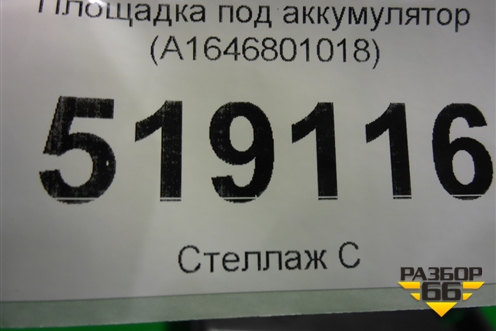 Площадка под аккумулятор
(A1646801018)
519116
Стеллаж С
РАЗБОР
66